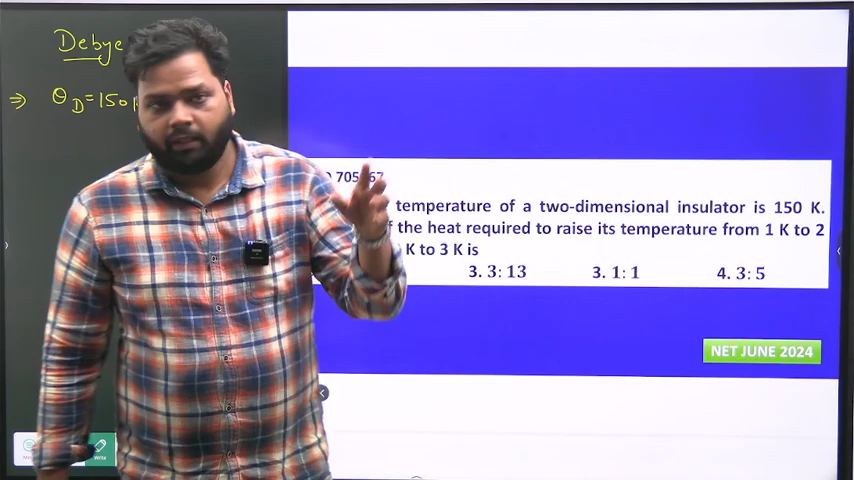 Debye
⇒ θ_D = 150
temperature of a two-dimensional insulator is 150 K.
the heat required to raise its temperature from 1 K to 2
K to 3 K is
3. 3: 13 3. 1: 1 4. 3: 5
NET JUNE 2024
Write